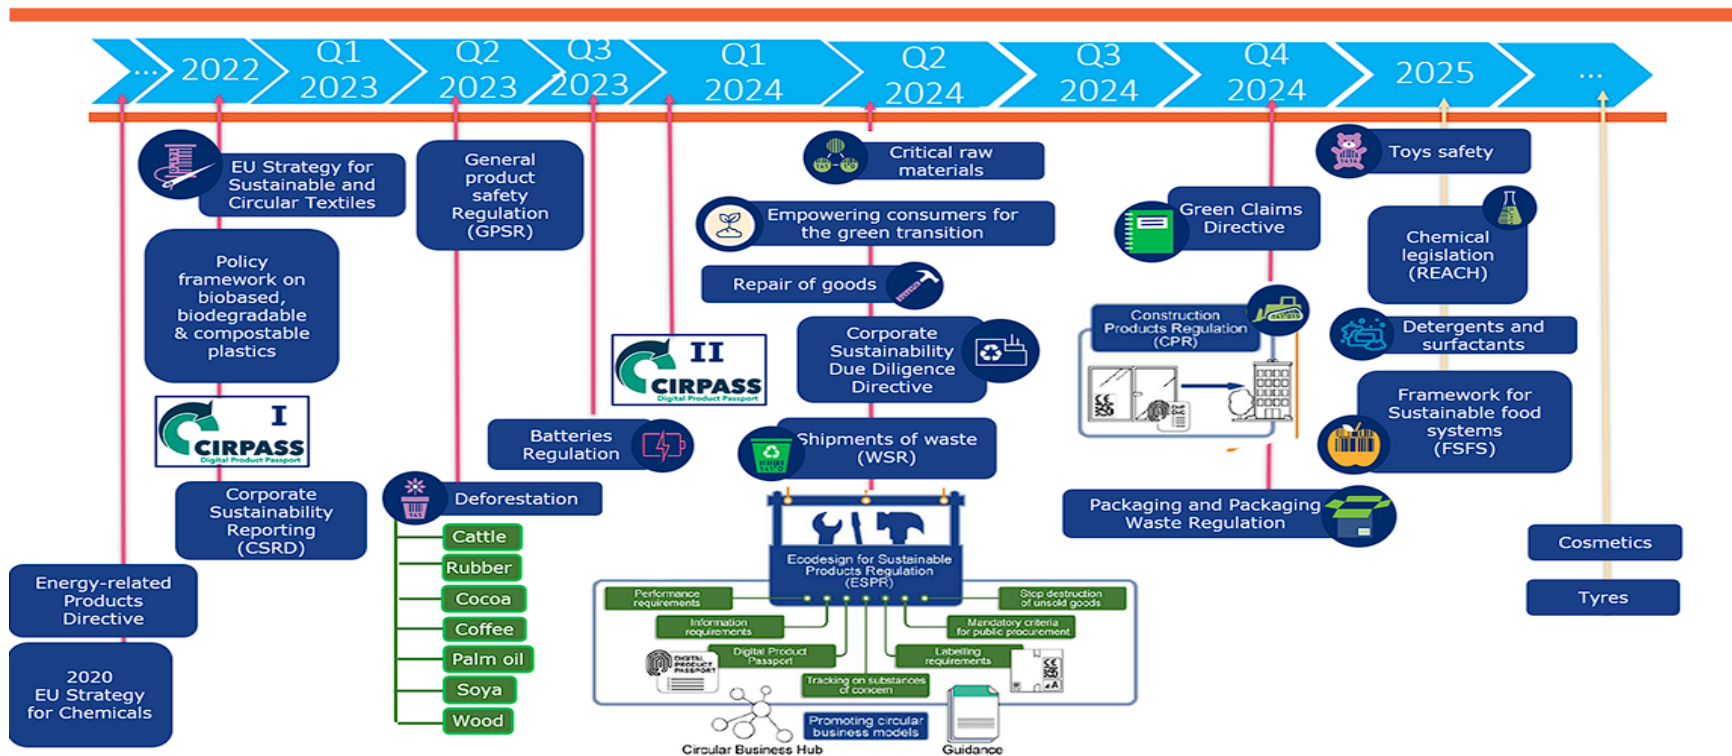 ...
2022
Q1
2023
Q2
2023
Q3
2023
Q1
2024
Q2
2024
Q3
2024
Q4
2024
2025
...
EU Strategy for
Sustainable and
Circular Textiles
Policy
framework on
biobased,
biodegradable
& compostable
plastics
I
CIRPASS
Digital Product Passport
Corporate
Sustainability
Reporting
(CSRD)
Energy-related
Products
Directive
2020
EU Strategy
for Chemicals
General
product
safety
Regulation
(GPSR)
Deforestation
Cattle
Rubber
Cocoa
Coffee
Palm oil
Soya
Wood
Batteries
Regulation
II
CIRPASS
Digital Product Passport
Critical raw
materials
Empowering consumers for
the green transition
Repair of goods
Corporate
Sustainability
Due Diligence
Directive
Shipments of waste
(WSR)
Ecodesign for Sustainable
Products Regulation
(ESPR)
Performance
requirements
Information
requirements
Digital Product
Passport
Tracking on substances
of concern
Stop destruction
of unsold goods
Mandatory criteria
for public procurement
Labelling
requirements
DIGITAL
PRODUCT
PASSPORT
CE
A
Circular Business Hub
Promoting circular
business models
Guidance
Green Claims
Directive
Construction
Products Regulation
(CPR)
CE
Packaging and Packaging
Waste Regulation
Toys safety
Chemical
legislation
(REACH)
Detergents and
surfactants
Framework for
Sustainable food
systems
(FSFS)
Cosmetics
Tyres